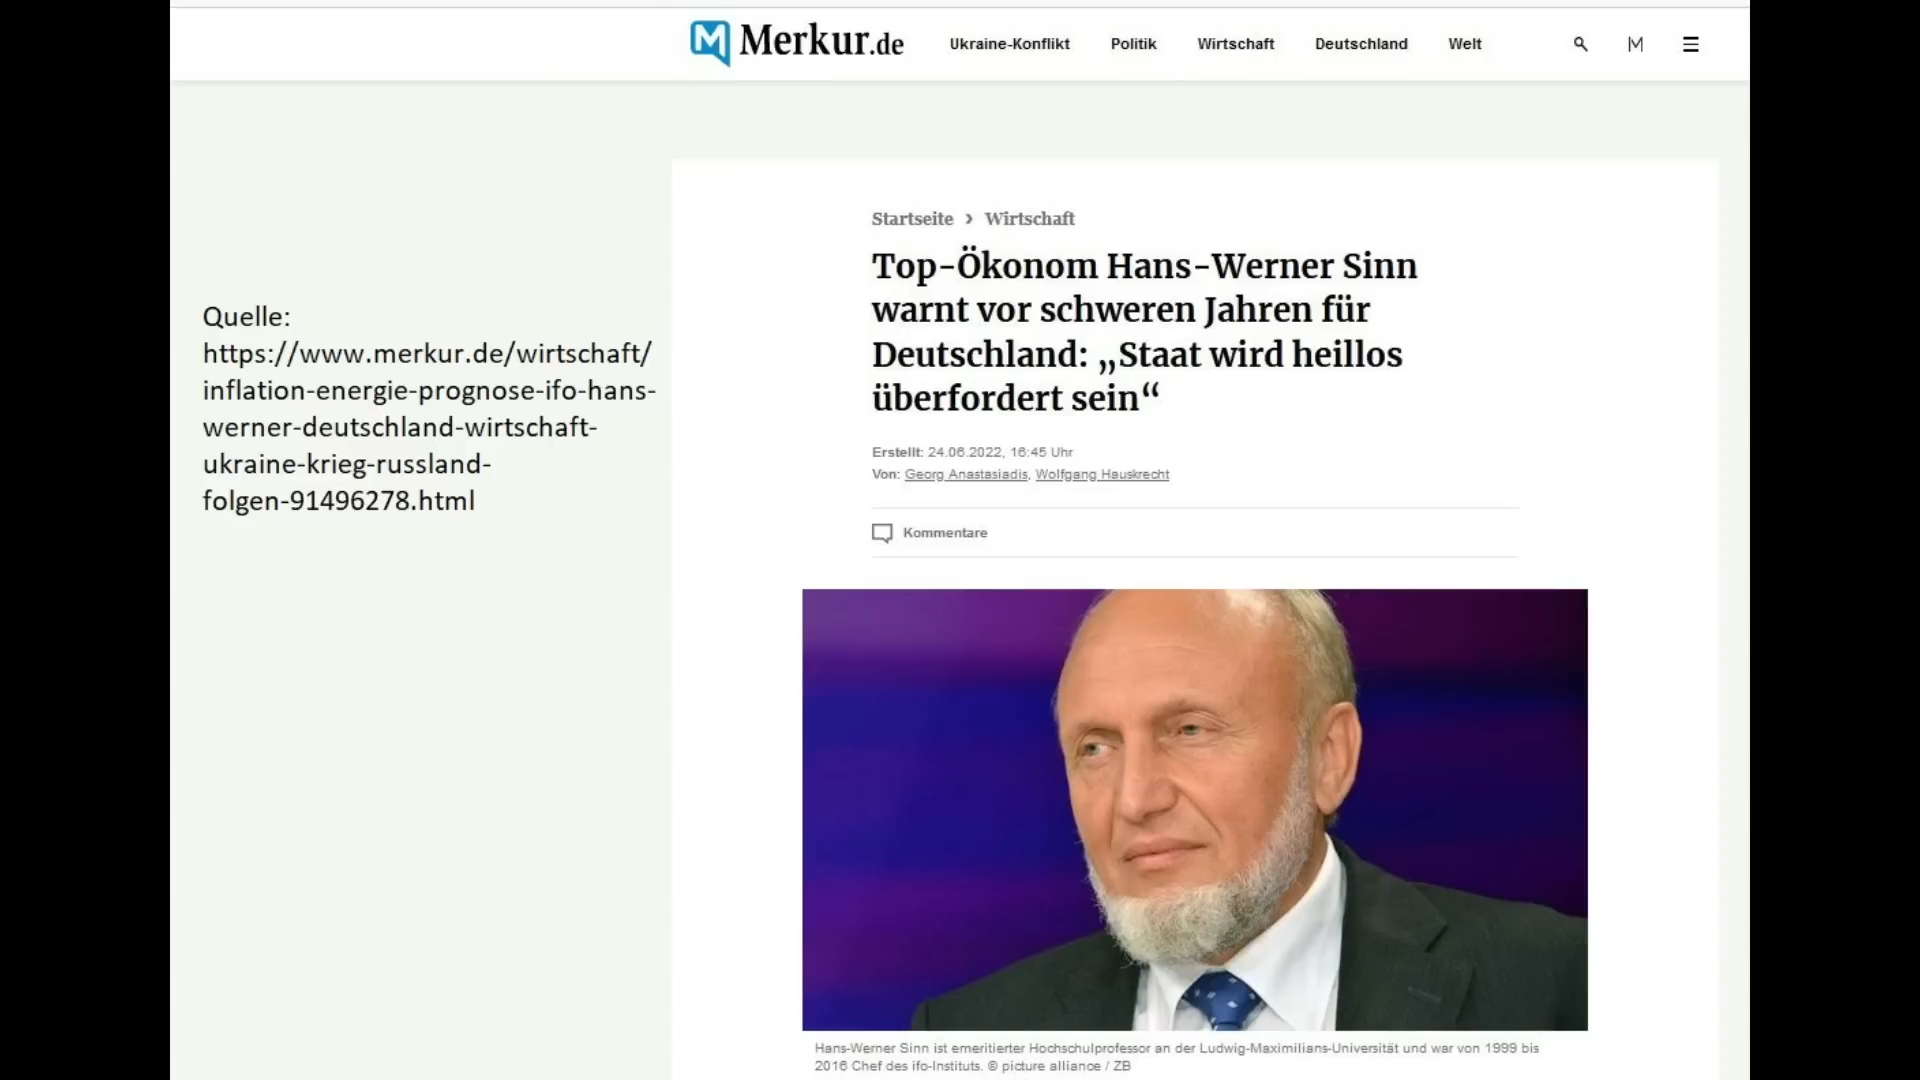 Merkur.de
Ukraine-Konflikt
Politik
Wirtschaft
Deutschland
Welt
Quelle:
https://www.merkur.de/wirtschaft/
inflation-energie-prognose-ifo-hans-
werner-deutschland-wirtschaft-
ukraine-krieg-russland-
folgen-91496278.html
Startseite › Wirtschaft
Top-Ökonom Hans-Werner Sinn
warnt vor schweren Jahren für
Deutschland: „Staat wird heillos
überfordert sein“
Erstellt: 24.06.2022, 16:45 Uhr
Von: Georg Anastasiadis, Wolfgang Hauskrecht
Kommentare
Hans-Werner Sinn ist emeritierter Hochschulprofessor an der Ludwig-Maximilians-Universität und war von 1999 bis
2016 Chef des ifo-Instituts. © picture alliance / ZB